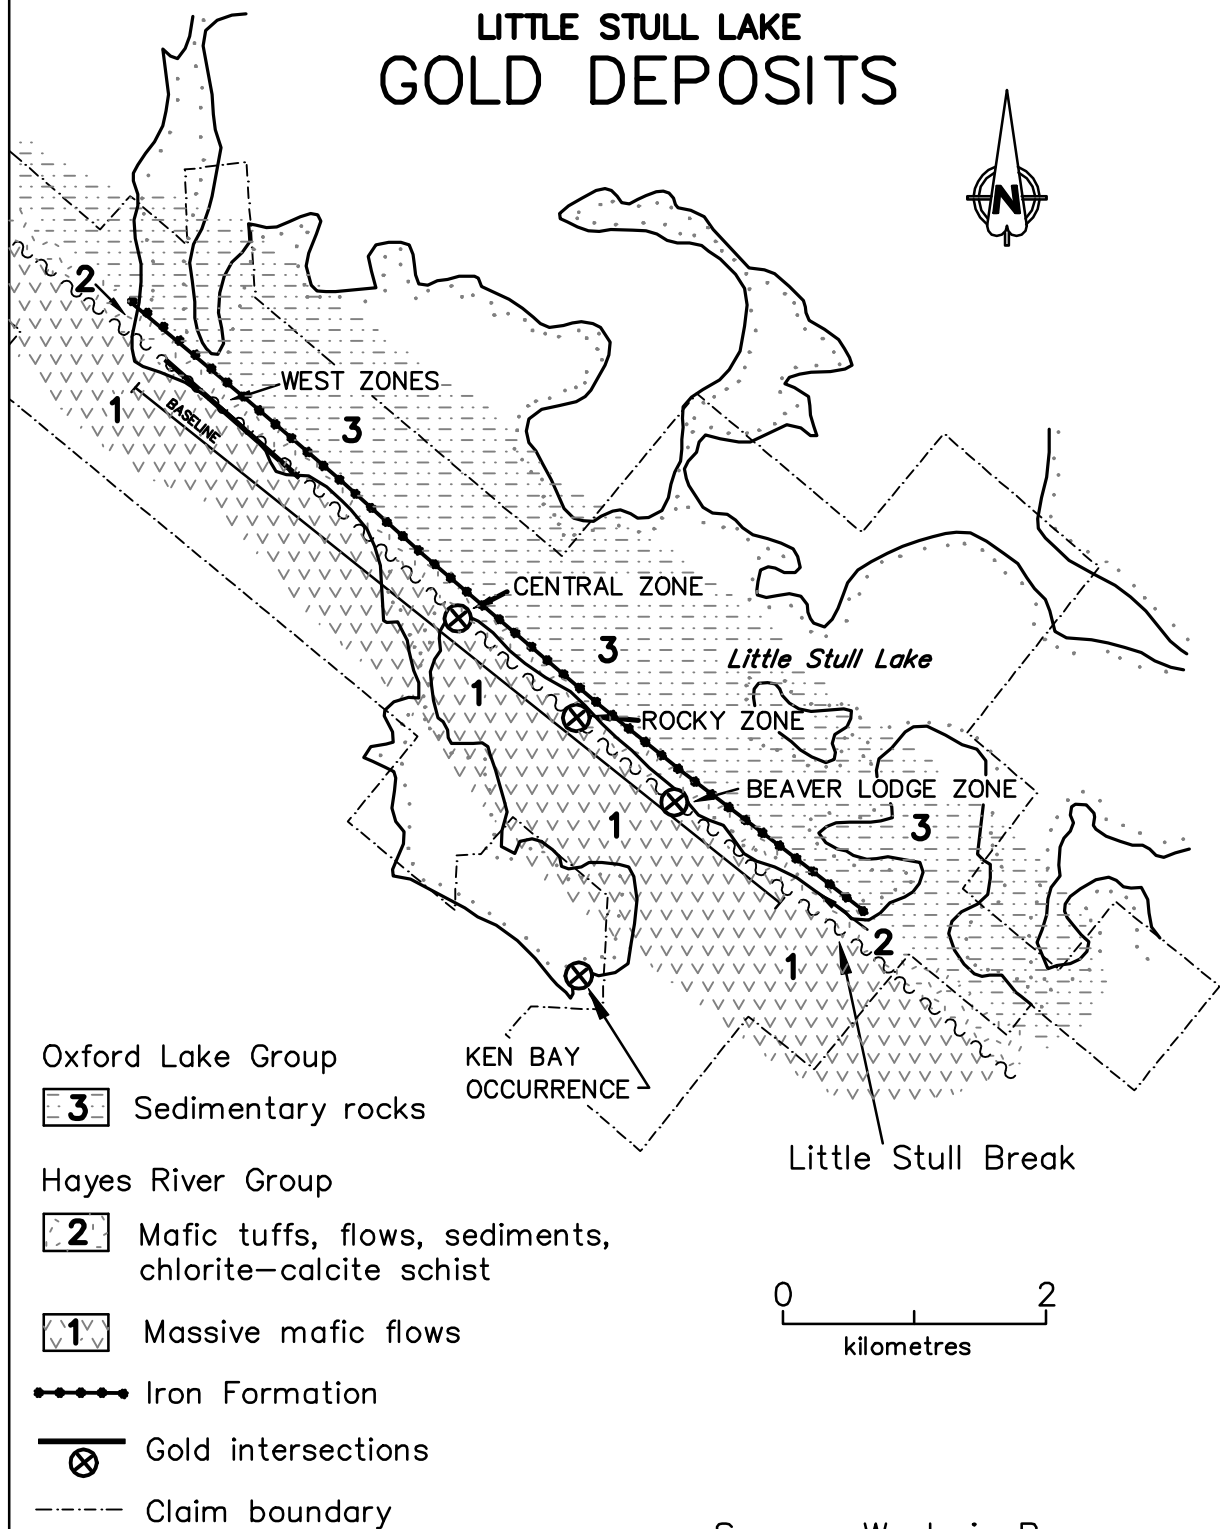 LITTLE STULL LAKE
GOLD DEPOSITS
N
2
WEST ZONES
1
BASELINE
3
CENTRAL ZONE
3
Little Stull Lake
1
ROCKY ZONE
BEAVER LODGE ZONE
1
3
2
1
KEN BAY
OCCURRENCE
Little Stull Break
Oxford Lake Group
3 Sedimentary rocks
Hayes River Group
2 Mafic tuffs, flows, sediments,
chlorite-calcite schist
1 Massive mafic flows
Iron Formation
Gold intersections
Claim boundary
0 2
kilometres